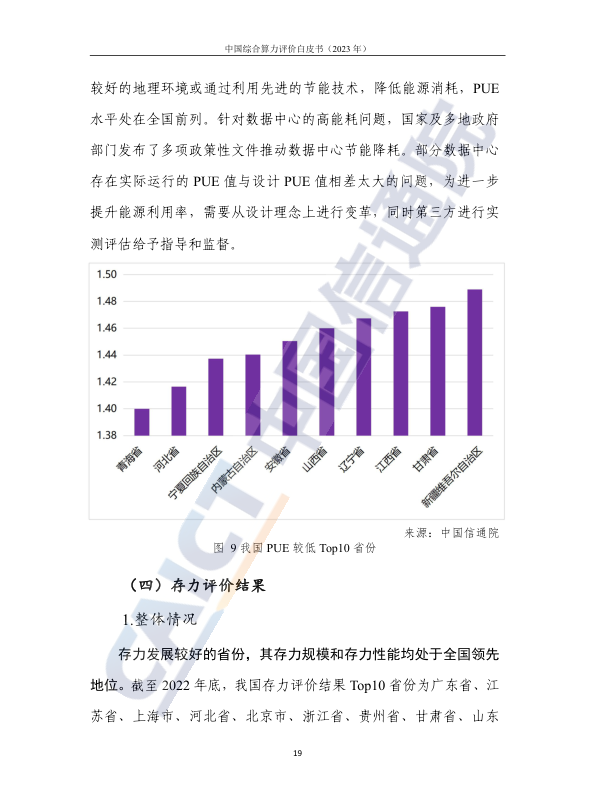 中国综合算力评价白皮书（2023 年）
较好的地理环境或通过利用先进的节能技术，降低能源消耗，PUE
水平处在全国前列。针对数据中心的高能耗问题，国家及多地政府
部门发布了多项政策性文件推动数据中心节能降耗。部分数据中心
存在实际运行的 PUE 值与设计 PUE 值相差太大的问题，为进一步
提升能源利用率，需要从设计理念上进行变革，同时第三方进行实
测评估给予指导和监督。
1.50
1.48
1.46
1.44
1.42
1.40
1.38
青海省
河北省
宁夏回族自治区
内蒙古自治区
安徽省
山西省
辽宁省
江西省
甘肃省
新疆维吾尔自治区
来源：中国信通院
图 9 我国 PUE 较低 Top10 省份
（四）存力评价结果
1.整体情况
存力发展较好的省份，其存力规模和存力性能均处于全国领先
地位。截至 2022 年底，我国存力评价结果 Top10 省份为广东省、江
苏省、上海市、河北省、北京市、浙江省、贵州省、甘肃省、山东
19
CAICT 中国信通院